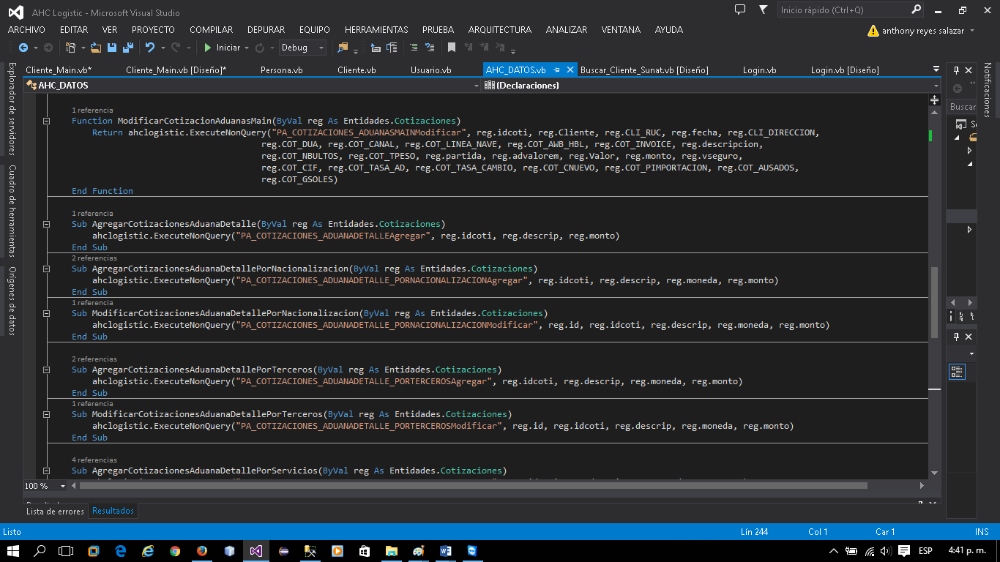 AHC Logistic - Microsoft Visual Studio
Inicio rápido (Ctrl+Q)
ARCHIVO EDITAR VER PROYECTO COMPILAR DEPURAR EQUIPO HERRAMIENTAS PRUEBA ARQUITECTURA ANALIZAR VENTANA AYUDA
anthony reyes salazar
Iniciar Debug
Cliente_Main.vb* Cliente_Main.vb [Diseño]* Persona.vb Cliente.vb Usuario.vb AHC_DATOS.vb Buscar_Cliente_Sunat.vb [Diseño] Login.vb Login.vb [Diseño]
AHC_DATOS (Declaraciones)
Explorador de servidores
Cuadro de herramientas
Orígenes de datos
1 referencia
Function ModificarCotizacionAduanasMain(ByVal reg As Entidades.Cotizaciones)
Return ahclogistic.ExecuteNonQuery("PA_COTIZACIONES_ADUANASMAINModificar", reg.idcoti, reg.Cliente, reg.CLI_RUC, reg.fecha, reg.CLI_DIRECCION,
reg.COT_DUA, reg.COT_CANAL, reg.COT_LINEA_NAVE, reg.COT_AWB_HBL, reg.COT_INVOICE, reg.descripcion,
reg.COT_NBULTOS, reg.COT_TPESO, reg.partida, reg.advalorem, reg.Valor, reg.monto, reg.vseguro,
reg.COT_CIF, reg.COT_TASA_AD, reg.COT_TASA_CAMBIO, reg.COT_CNUEVO, reg.COT_PIMPORTACION, reg.COT_AUSADOS,
reg.COT_GSOLES)
End Function
1 referencia
Sub AgregarCotizacionesAduanaDetalle(ByVal reg As Entidades.Cotizaciones)
ahclogistic.ExecuteNonQuery("PA_COTIZACIONES_ADUANADETALLEAgregar", reg.idcoti, reg.descrip, reg.monto)
End Sub
2 referencias
Sub AgregarCotizacionesAduanaDetallePorNacionalizacion(ByVal reg As Entidades.Cotizaciones)
ahclogistic.ExecuteNonQuery("PA_COTIZACIONES_ADUANADETALLE_PORNACIONALIZACIONAgregar", reg.idcoti, reg.descrip, reg.moneda, reg.monto)
End Sub
1 referencia
Sub ModificarCotizacionesAduanaDetallePorNacionalizacion(ByVal reg As Entidades.Cotizaciones)
ahclogistic.ExecuteNonQuery("PA_COTIZACIONES_ADUANADETALLE_PORNACIONALIZACIONModificar", reg.id, reg.idcoti, reg.descrip, reg.moneda, reg.monto)
End Sub
2 referencias
Sub AgregarCotizacionesAduanaDetallePorTerceros(ByVal reg As Entidades.Cotizaciones)
ahclogistic.ExecuteNonQuery("PA_COTIZACIONES_ADUANADETALLE_PORTERCEROSAgregar", reg.idcoti, reg.descrip, reg.moneda, reg.monto)
End Sub
1 referencia
Sub ModificarCotizacionesAduanaDetallePorTerceros(ByVal reg As Entidades.Cotizaciones)
ahclogistic.ExecuteNonQuery("PA_COTIZACIONES_ADUANADETALLE_PORTERCEROSModificar", reg.id, reg.idcoti, reg.descrip, reg.moneda, reg.monto)
End Sub
4 referencias
Sub AgregarCotizacionesAduanaDetallePorServicios(ByVal reg As Entidades.Cotizaciones)
Buscar
Notificaciones
100 %
Lista de errores Resultados
Listo Lín 244 Col 1 Car 1 INS
ESP 4:41 p. m.